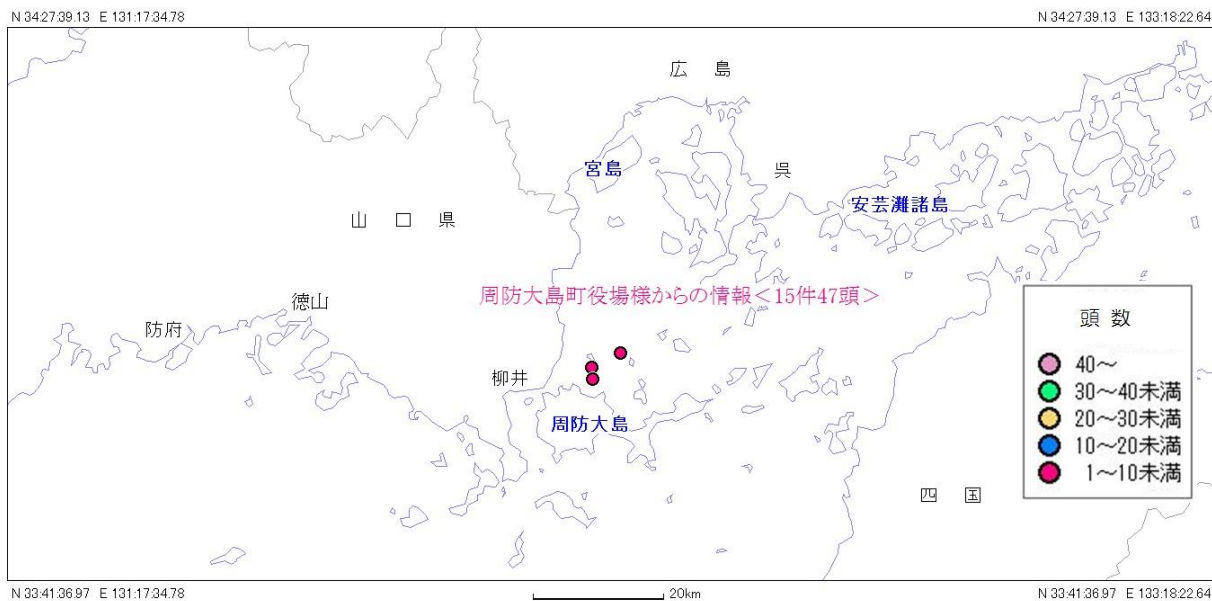 N 34:27:39.13 E 131:17:34.78
N 34:27:39.13 E 133:18:22.64
広島
宮島
呉
安芸灘諸島
山口県
周防大島町役場様からの情報＜15件47頭＞
徳山
防府
柳井
周防大島
四国
頭数
40～
30～40未満
20～30未満
10～20未満
1～10未満
N 33:41:36.97 E 131:17:34.78
20km
N 33:41:36.97 E 133:18:22.64